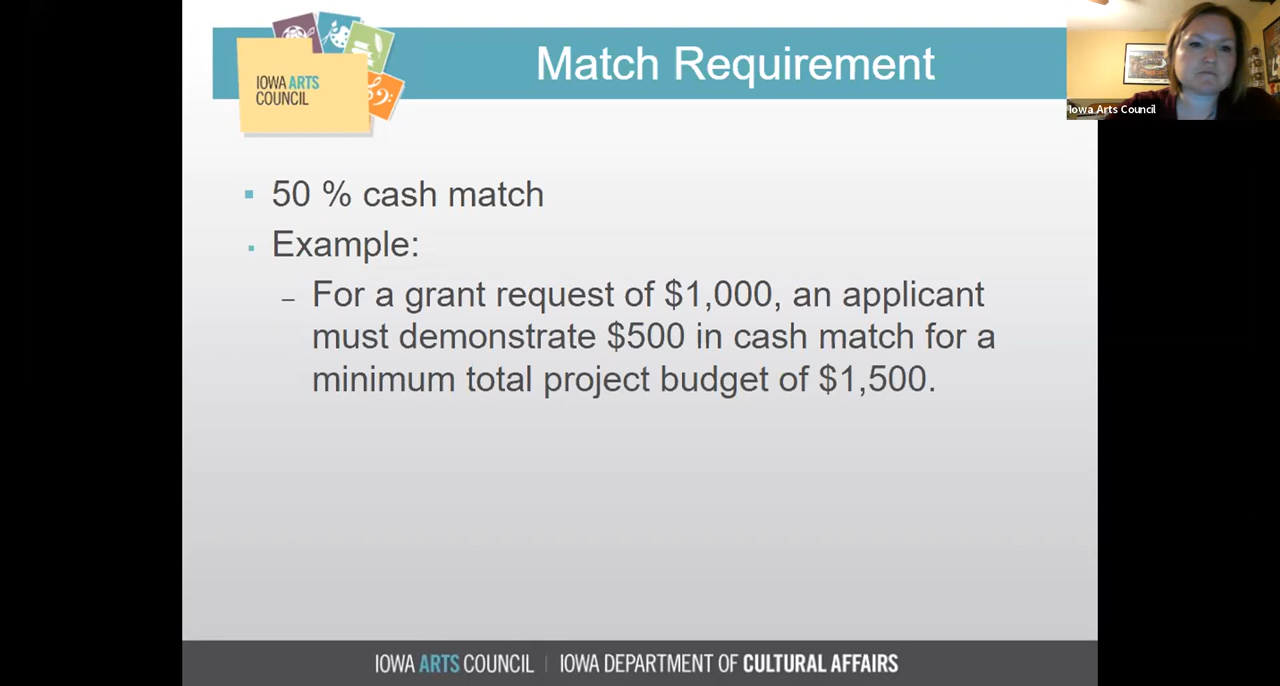 Match Requirement
IOWA ARTS
COUNCIL
Iowa Arts Council
50 % cash match
Example:
– For a grant request of $1,000, an applicant
must demonstrate $500 in cash match for a
minimum total project budget of $1,500.
IOWA ARTS COUNCIL | IOWA DEPARTMENT OF CULTURAL AFFAIRS